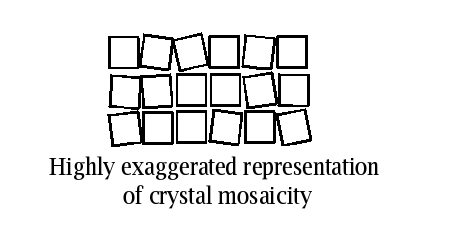 Highly exaggerated representation
of crystal mosaicity